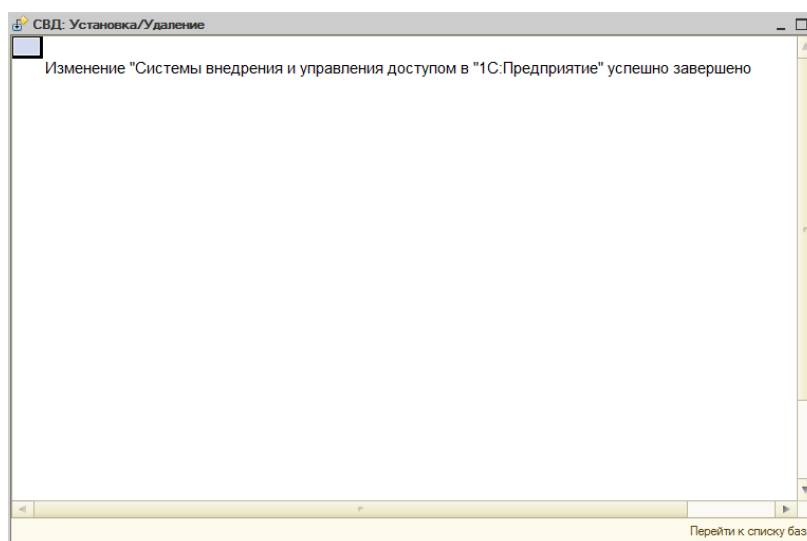 СВД: Установка/Удаление
Изменение "Системы внедрения и управления доступом в "1С:Предприятие" успешно завершено
Перейти к списку баз